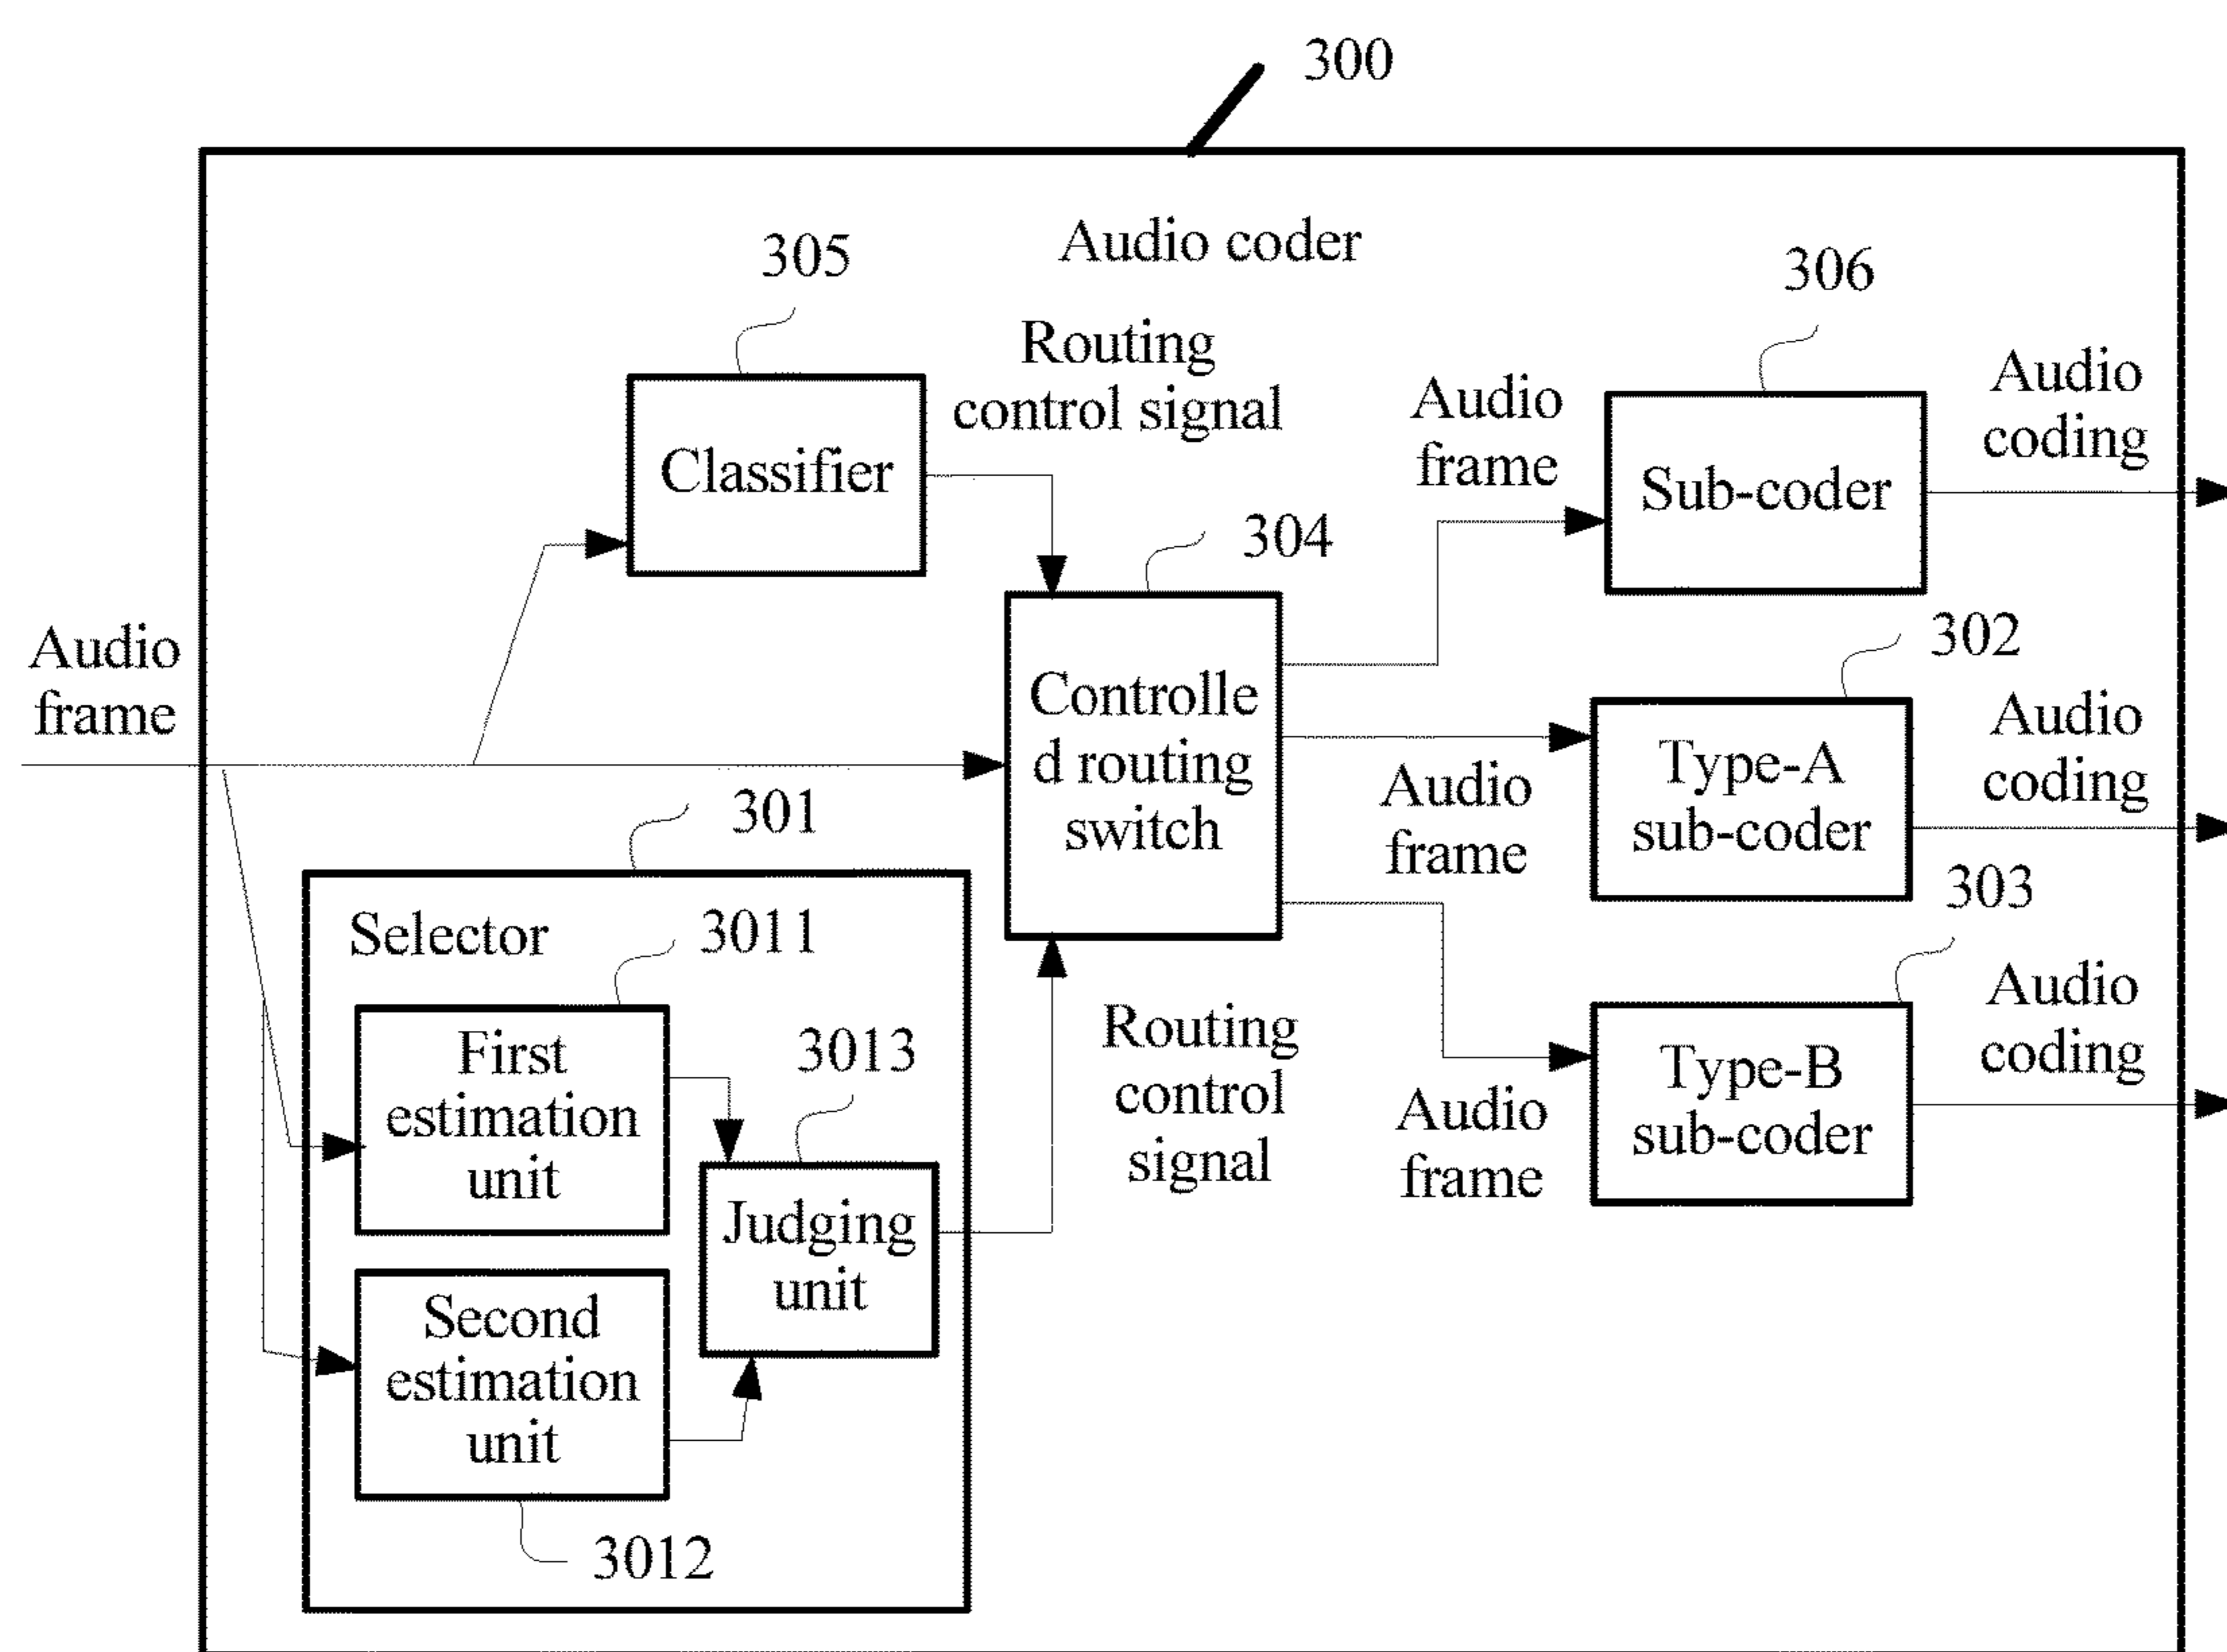 300
Audio coder
305
306
Routing
control signal
Audio
coding
Audio
frame
Classifier
Sub-coder
304
302
Audio
frame
Controlle
d routing
switch
Audio
coding
Type-A
sub-coder
Audio
frame
301
303
Selector
3011
First
estimation
unit
3013
Routing
control
signal
Audio
coding
Type-B
sub-coder
Audio
frame
Judging
unit
Second
estimation
unit
3012